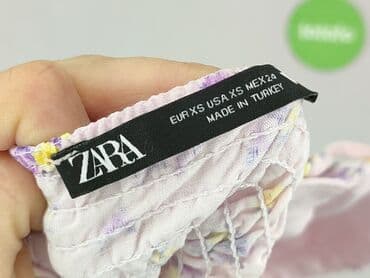 ZARA
EUR XS USA XS MEX 24
MADE IN TURKEY